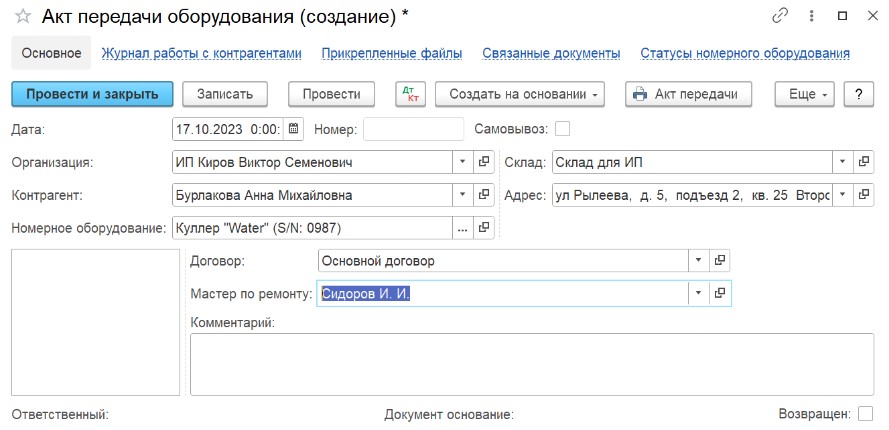 Акт передачи оборудования (создание) *
Основное Журнал работы с контрагентами Прикрепленные файлы Связанные документы Статусы номерного оборудования
Провести и закрыть Записать Провести Дт Кт Создать на основании Акт передачи Еще ?
Дата: 17.10.2023 0:00: Номер: Самовывоз:
Организация: ИП Киров Виктор Семенович Склад: Склад для ИП
Контрагент: Бурлакова Анна Михайловна Адрес: ул Рылеева, д. 5, подъезд 2, кв. 25 Второ
Номерное оборудование: Куллер "Water" (S/N: 0987) ...
Договор: Основной договор
Мастер по ремонту: Сидоров И. И.
Комментарий:
Ответственный: Документ основание: Возвращен: